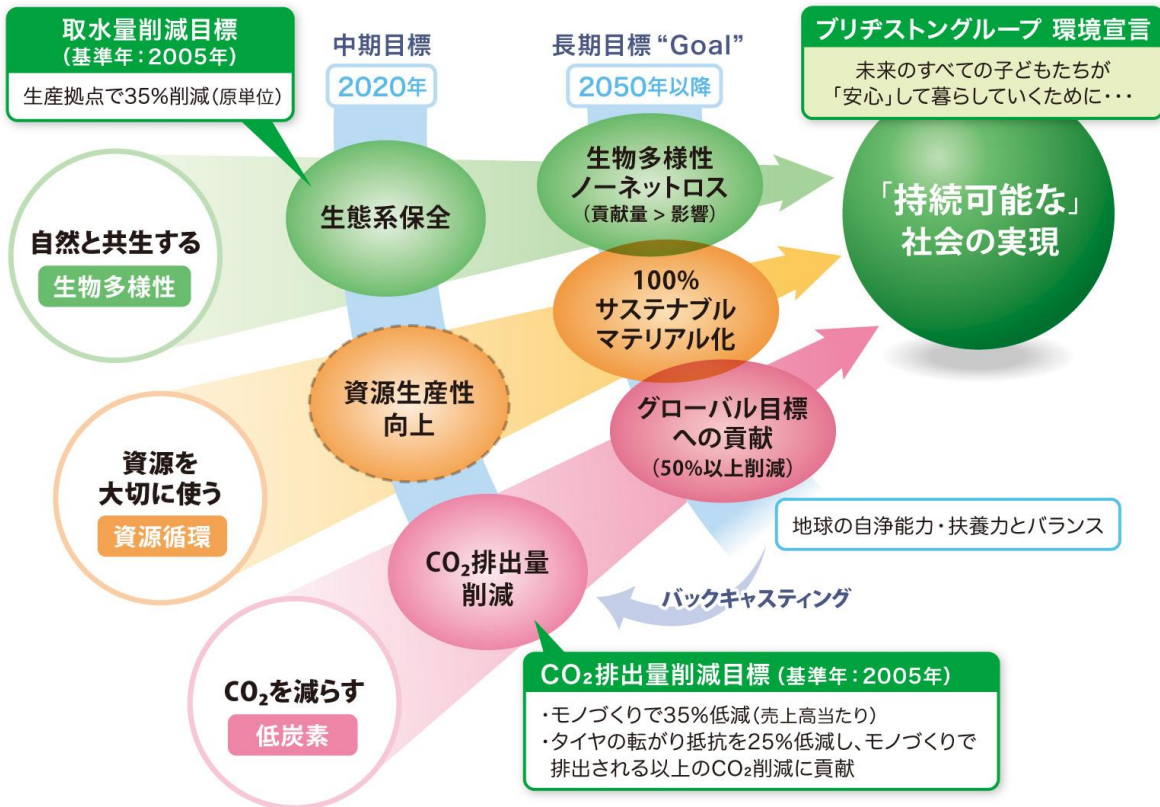 取水量削減目標
(基準年:2005年)
生産拠点で35%削減(原単位)
中期目標
2020年
長期目標“Goal”
2050年以降
ブリヂストングループ 環境宣言
未来のすべての子どもたちが
「安心」して暮らしていくために・・・
自然と共生する
生物多様性
生態系保全
生物多様性
ノーネットロス
(貢献量 > 影響)
「持続可能な」
社会の実現
資源を
大切に使う
資源循環
資源生産性
向上
100%
サステナブル
マテリアル化
CO₂を減らす
低炭素
CO₂排出量
削減
グローバル目標
への貢献
(50%以上削減)
地球の自浄能力・扶養力とバランス
バックキャスティング
CO₂排出量削減目標 (基準年:2005年)
・モノづくりで35%低減(売上高当たり)
・タイヤの転がり抵抗を25%低減し、モノづくりで
排出される以上のCO₂削減に貢献